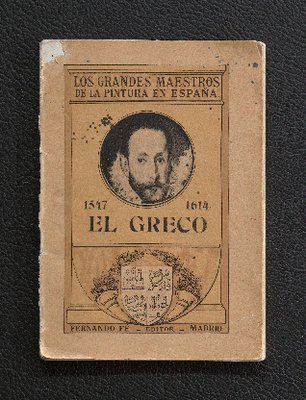 LOS GRANDES MAESTROS
DE LA PINTURA EN ESPAÑA
1547 1614
EL GRECO
FERNANDO FÉ - EDITOR - MADRID